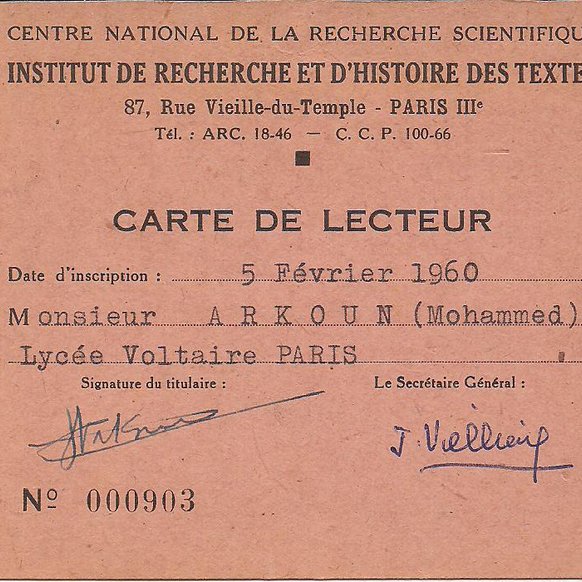 CENTRE NATIONAL DE LA RECHERCHE SCIENTIFIQU
INSTITUT DE RECHERCHE ET D'HISTOIRE DES TEXTE
87, Rue Vieille-du-Temple - PARIS IIIe
Tél. : ARC. 18-46 — C. C. P. 100-66
CARTE DE LECTEUR
Date d'inscription : 5 Février 1960
Monsieur ARKOUN (Mohammed)
Lycée Voltaire PARIS
Signature du titulaire : Le Secrétaire Général :
Arkoun J. Vielliard
Nº 000903